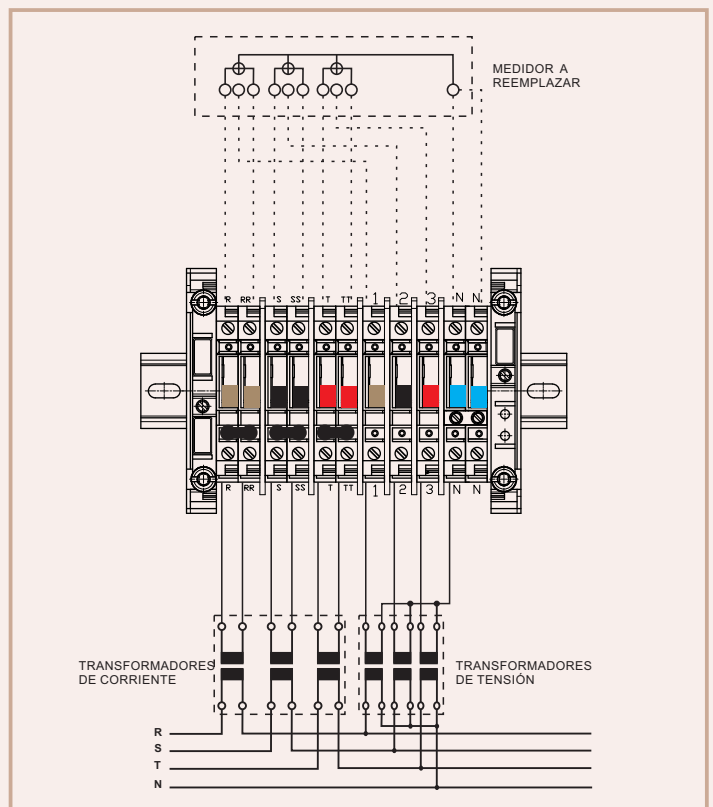 MEDIDOR A
REEMPLAZAR
R RR S SS T TT 1 2 3 N N
R RR S SS T TT 1 2 3 N N
TRANSFORMADORES
DE CORRIENTE
TRANSFORMADORES
DE TENSIÓN
R
S
T
N